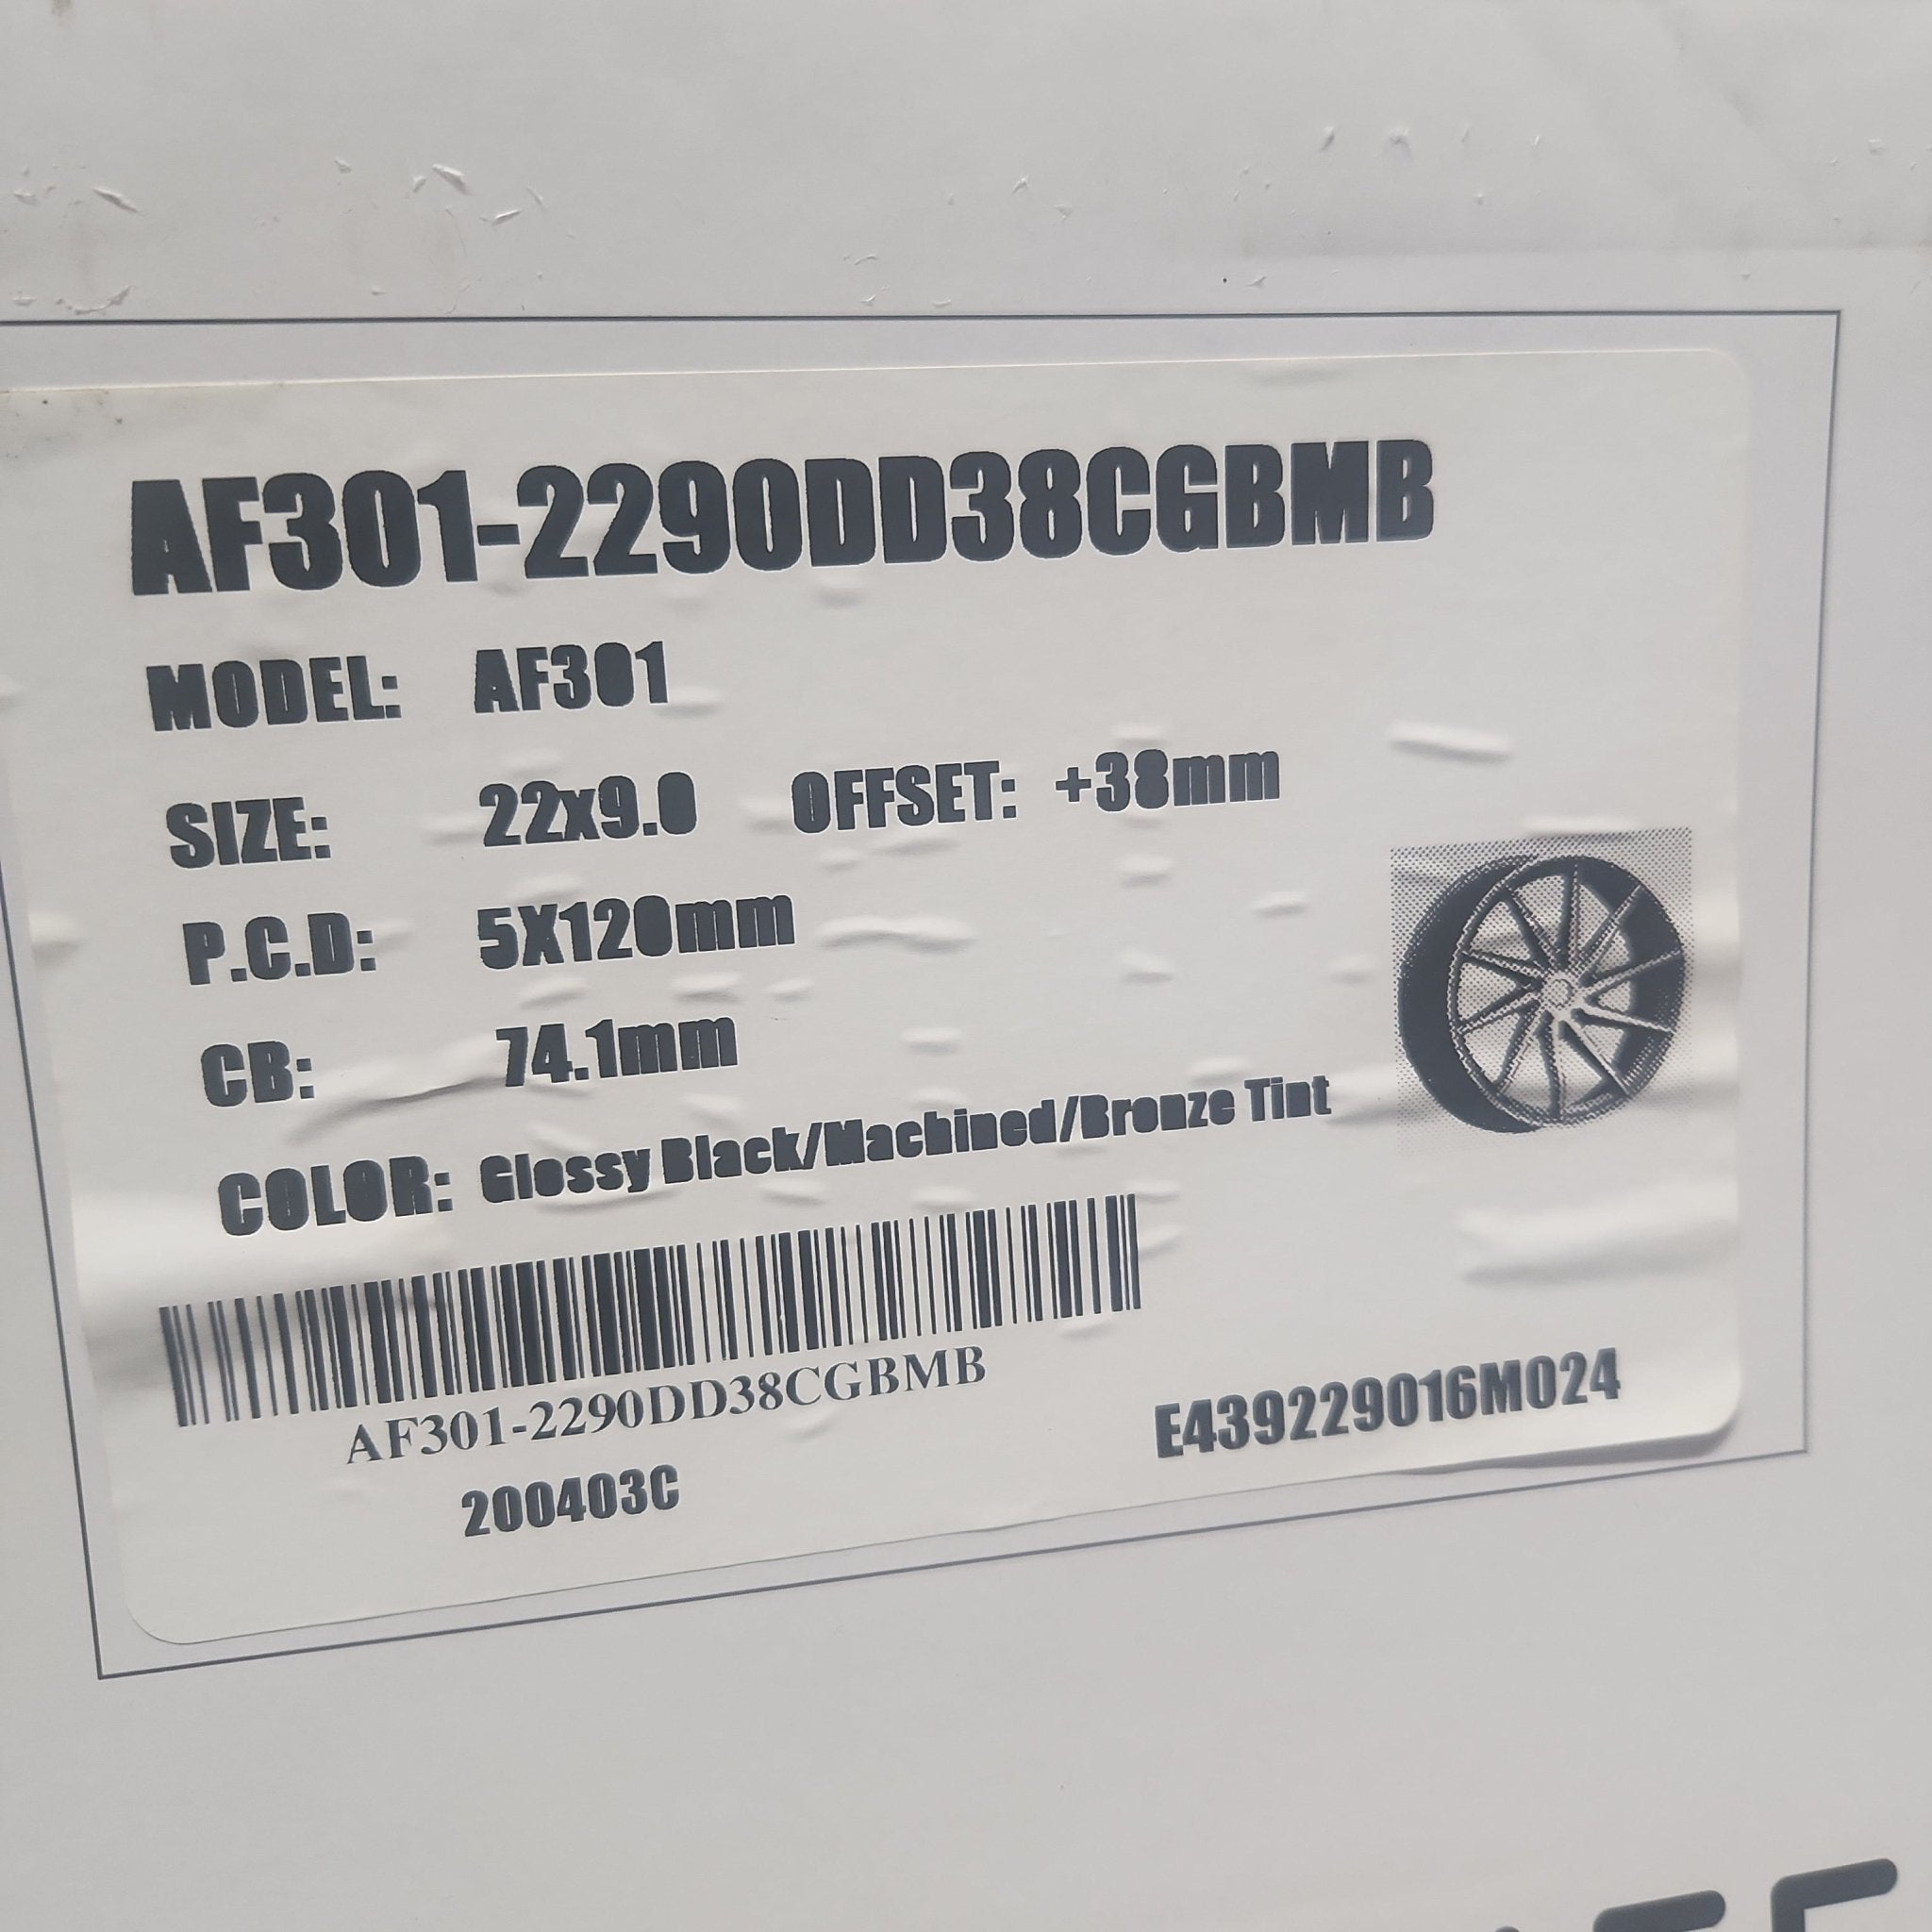 AF301-2290DD38CGBMB
MODEL: AF301
SIZE: 22x9.0 OFFSET: +38mm
P.C.D: 5X120mm
CB: 74.1mm
COLOR: Glossy Black/Machined/Bronze Tint
AF301-2290DD38CGBMB
200403C
E439229016M024